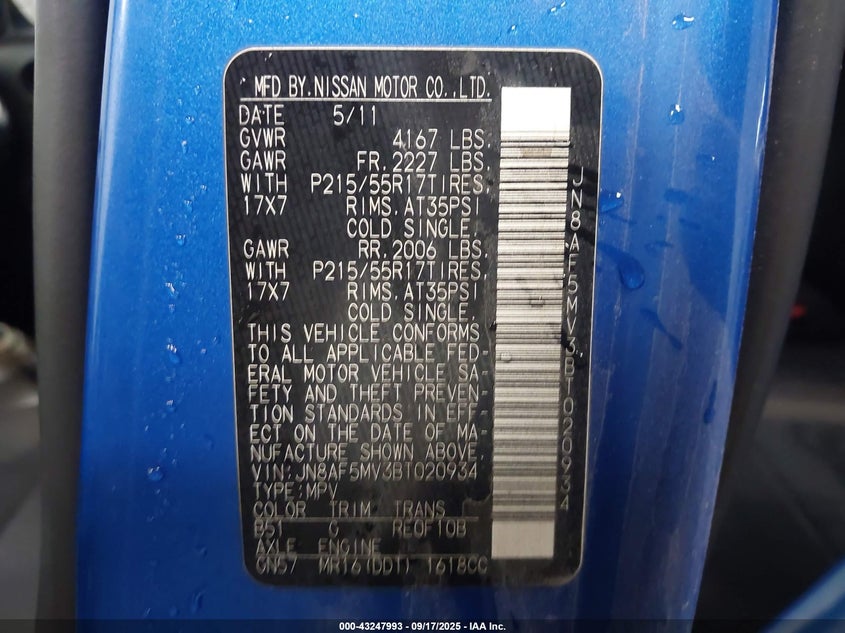 MFD BY.NISSAN MOTOR CO.,LTD.
DATE 5/11
GVWR 4167 LBS.
GAWR FR.2227 LBS.
WITH P215/55R17TIRES,
17X7 RIMS.AT35PSI
COLD SINGLE.
GAWR RR.2006 LBS.
WITH P215/55R17TIRES,
17X7 RIMS.AT35PSI
COLD SINGLE.
THIS VEHICLE CONFORMS
TO ALL APPLICABLE FED-
ERAL MOTOR VEHICLE SA-
FETY AND THEFT PREVEN-
TION STANDARDS IN EFF-
ECT ON THE DATE OF MA-
NUFACTURE SHOWN ABOVE.
VIN:JN8AF5MV3BT020934
TYPE:MPV
COLOR TRIM TRANS
B51 G RE0F10B
AXLE ENGINE
GN57 MR16(DDT) 1618CC
JN8AF5MV3BT020934
000-43247993 - 09/17/2025 - IAA Inc.